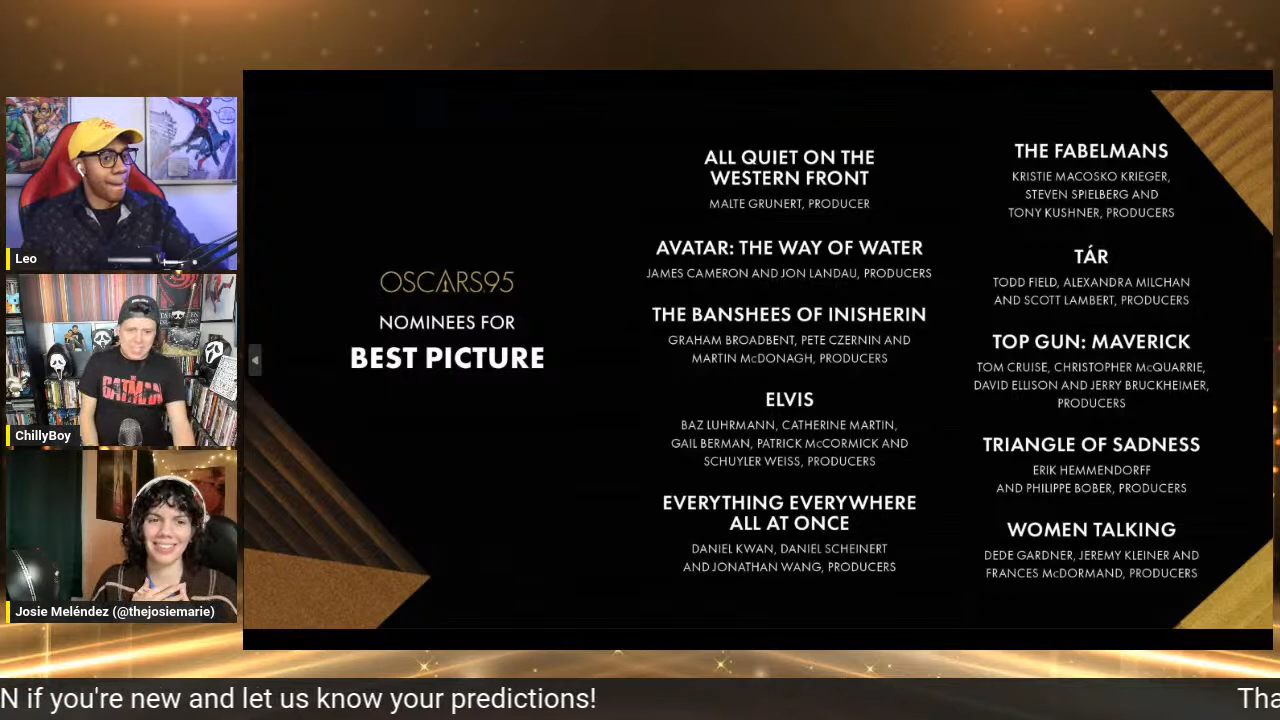 Leo
ChillyBoy
BATMAN
Josie Meléndez (@thejosiemarie)
OSCARS95
NOMINEES FOR
BEST PICTURE
ALL QUIET ON THE
WESTERN FRONT
MALTE GRUNERT, PRODUCER
AVATAR: THE WAY OF WATER
JAMES CAMERON AND JON LANDAU, PRODUCERS
THE BANSHEES OF INISHERIN
GRAHAM BROADBENT, PETE CZERNIN AND
MARTIN McDONAGH, PRODUCERS
ELVIS
BAZ LUHRMANN, CATHERINE MARTIN,
GAIL BERMAN, PATRICK McCORMICK AND
SCHUYLER WEISS, PRODUCERS
EVERYTHING EVERYWHERE
ALL AT ONCE
DANIEL KWAN, DANIEL SCHEINERT
AND JONATHAN WANG, PRODUCERS
THE FABELMANS
KRISTIE MACOSKO KRIEGER,
STEVEN SPIELBERG AND
TONY KUSHNER, PRODUCERS
TÁR
TODD FIELD, ALEXANDRA MILCHAN
AND SCOTT LAMBERT, PRODUCERS
TOP GUN: MAVERICK
TOM CRUISE, CHRISTOPHER McQUARRIE,
DAVID ELLISON AND JERRY BRUCKHEIMER,
PRODUCERS
TRIANGLE OF SADNESS
ERIK HEMMENDORFF
AND PHILIPPE BOBER, PRODUCERS
WOMEN TALKING
DEDE GARDNER, JEREMY KLEINER AND
FRANCES McDORMAND, PRODUCERS
N if you're new and let us know your predictions! Tha